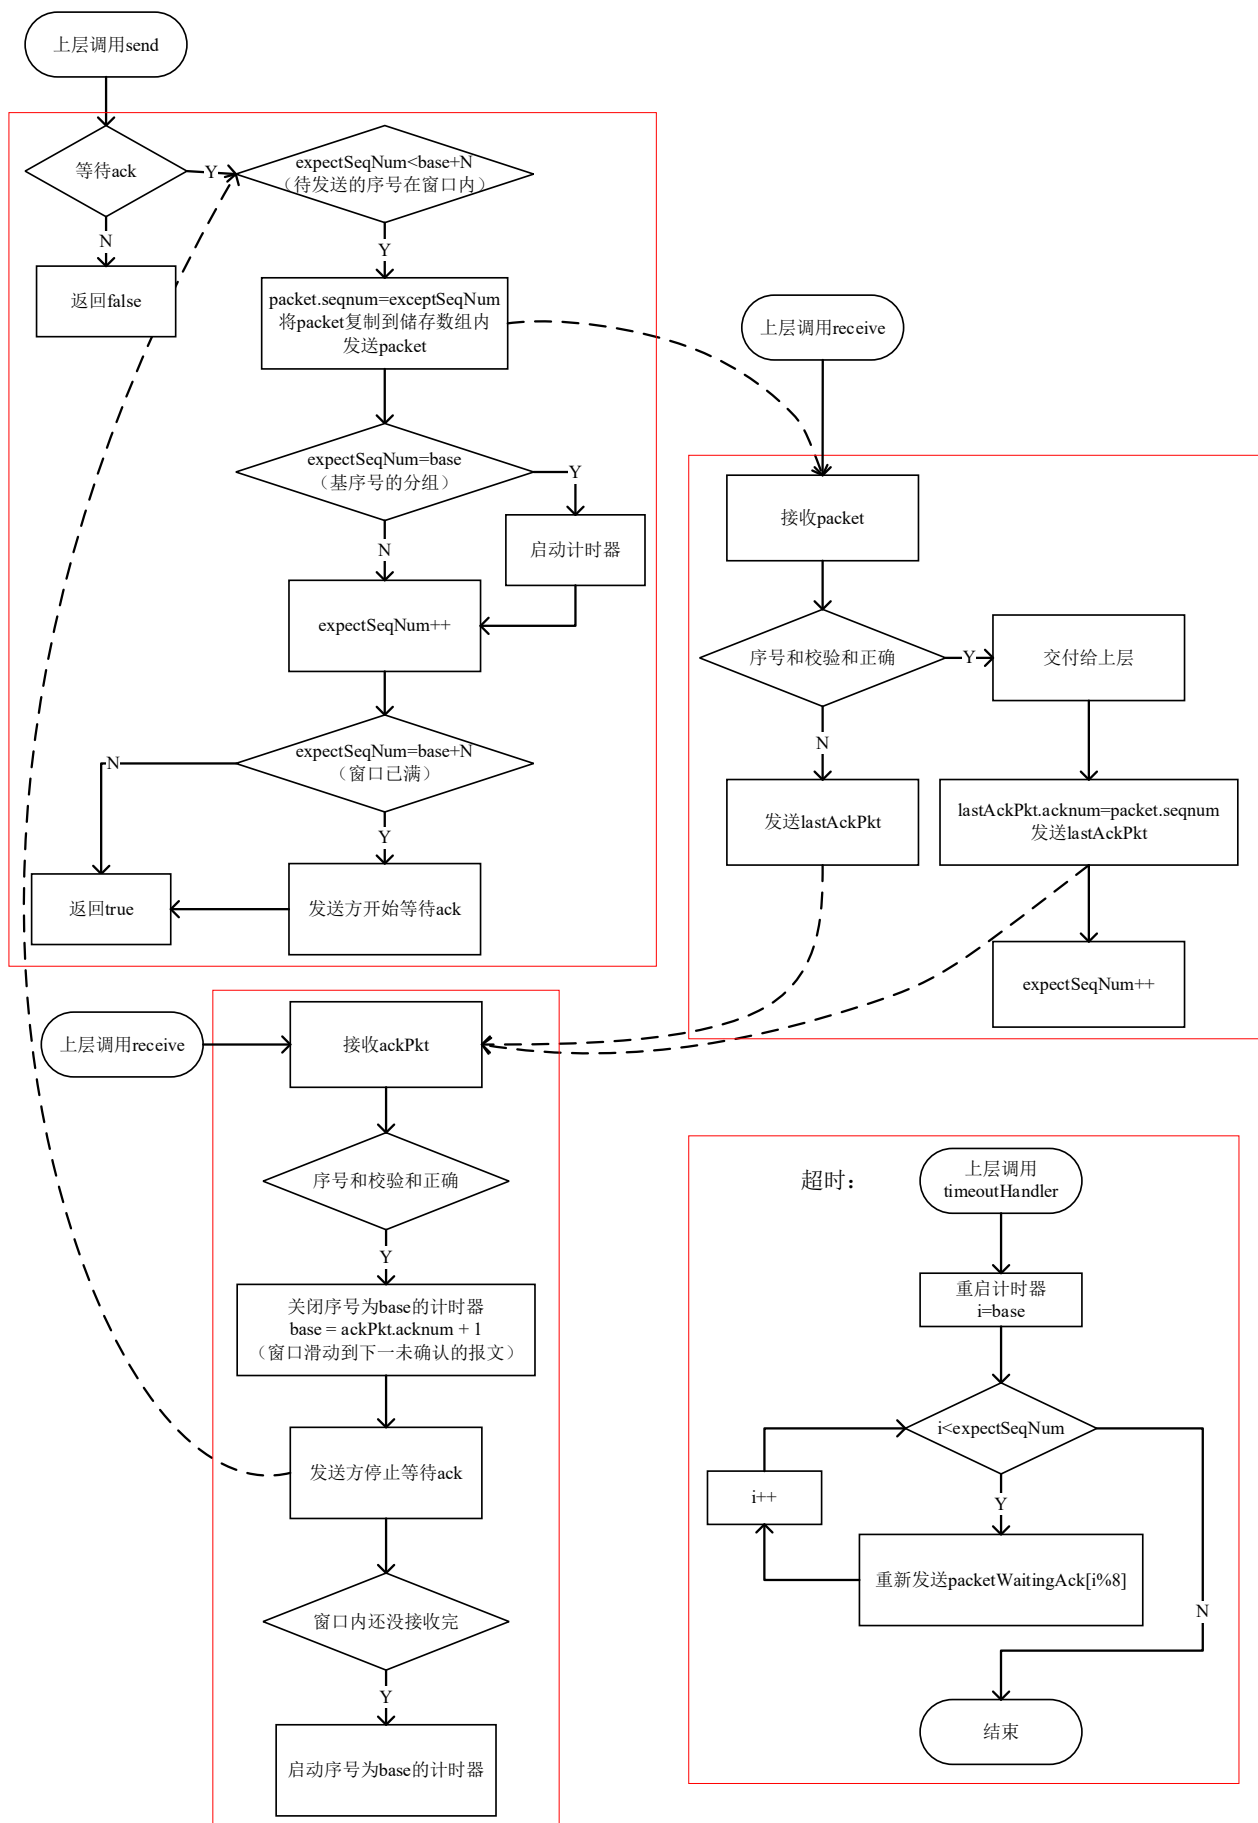 上层调用send
等待ack
Y
N
返回false
expectSeqNum<base+N
（待发送的序号在窗口内）
Y
packet.seqnum=exceptSeqNum
将packet复制到储存数组内
发送packet
expectSeqNum=base
（基序号的分组）
Y
启动计时器
N
expectSeqNum++
expectSeqNum=base+N
（窗口已满）
N
Y
发送方开始等待ack
返回true
上层调用receive
接收packet
序号和校验和正确
Y
交付给上层
N
发送lastAckPkt
lastAckPkt.acknum=packet.seqnum
发送lastAckPkt
expectSeqNum++
上层调用receive
接收ackPkt
序号和校验和正确
Y
关闭序号为base的计时器
base = ackPkt.acknum + 1
（窗口滑动到下一未确认的报文）
发送方停止等待ack
窗口内还没接收完
Y
启动序号为base的计时器
超时：
上层调用
timeoutHandler
重启计时器
i=base
i<expectSeqNum
i++
Y
重新发送packetWaitingAck[i%8]
N
结束